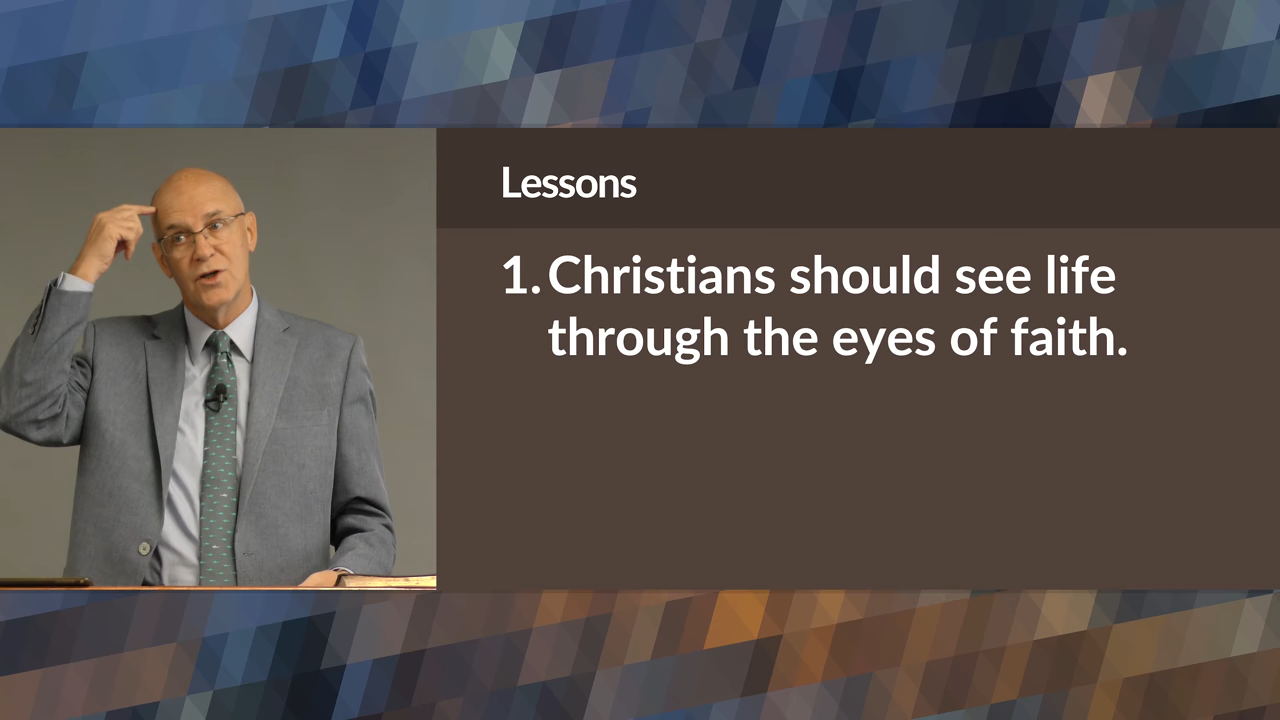 Lessons
1. Christians should see life
through the eyes of faith.